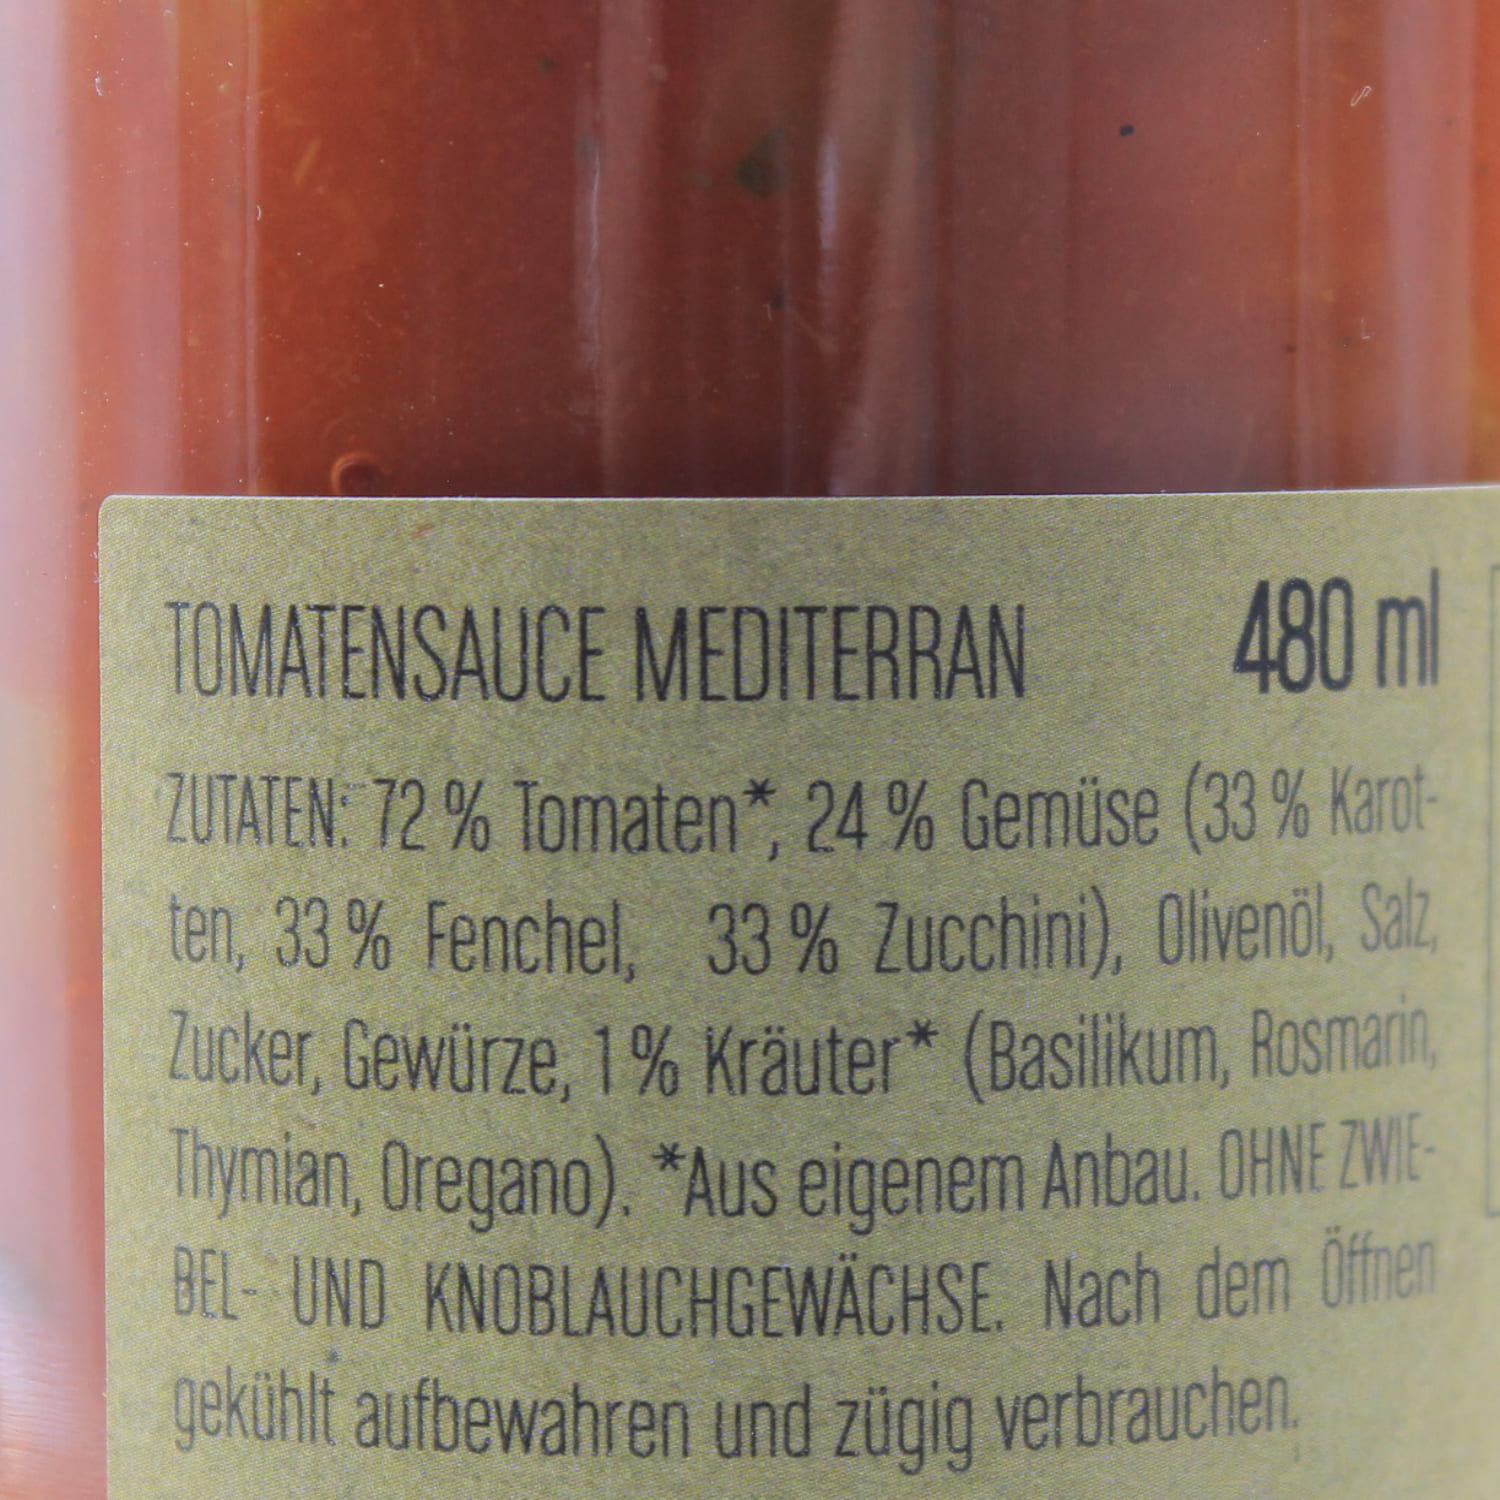 TOMATENSAUCE MEDITERRAN 480 ml
ZUTATEN: 72 % Tomaten*, 24 % Gemüse (33 % Karot-
ten, 33 % Fenchel, 33 % Zucchini), Olivenöl, Salz,
Zucker, Gewürze, 1 % Kräuter* (Basilikum, Rosmarin,
Thymian, Oregano). *Aus eigenem Anbau. OHNE ZWIE-
BEL- UND KNOBLAUCHGEWÄCHSE. Nach dem Öffnen
gekühlt aufbewahren und zügig verbrauchen.